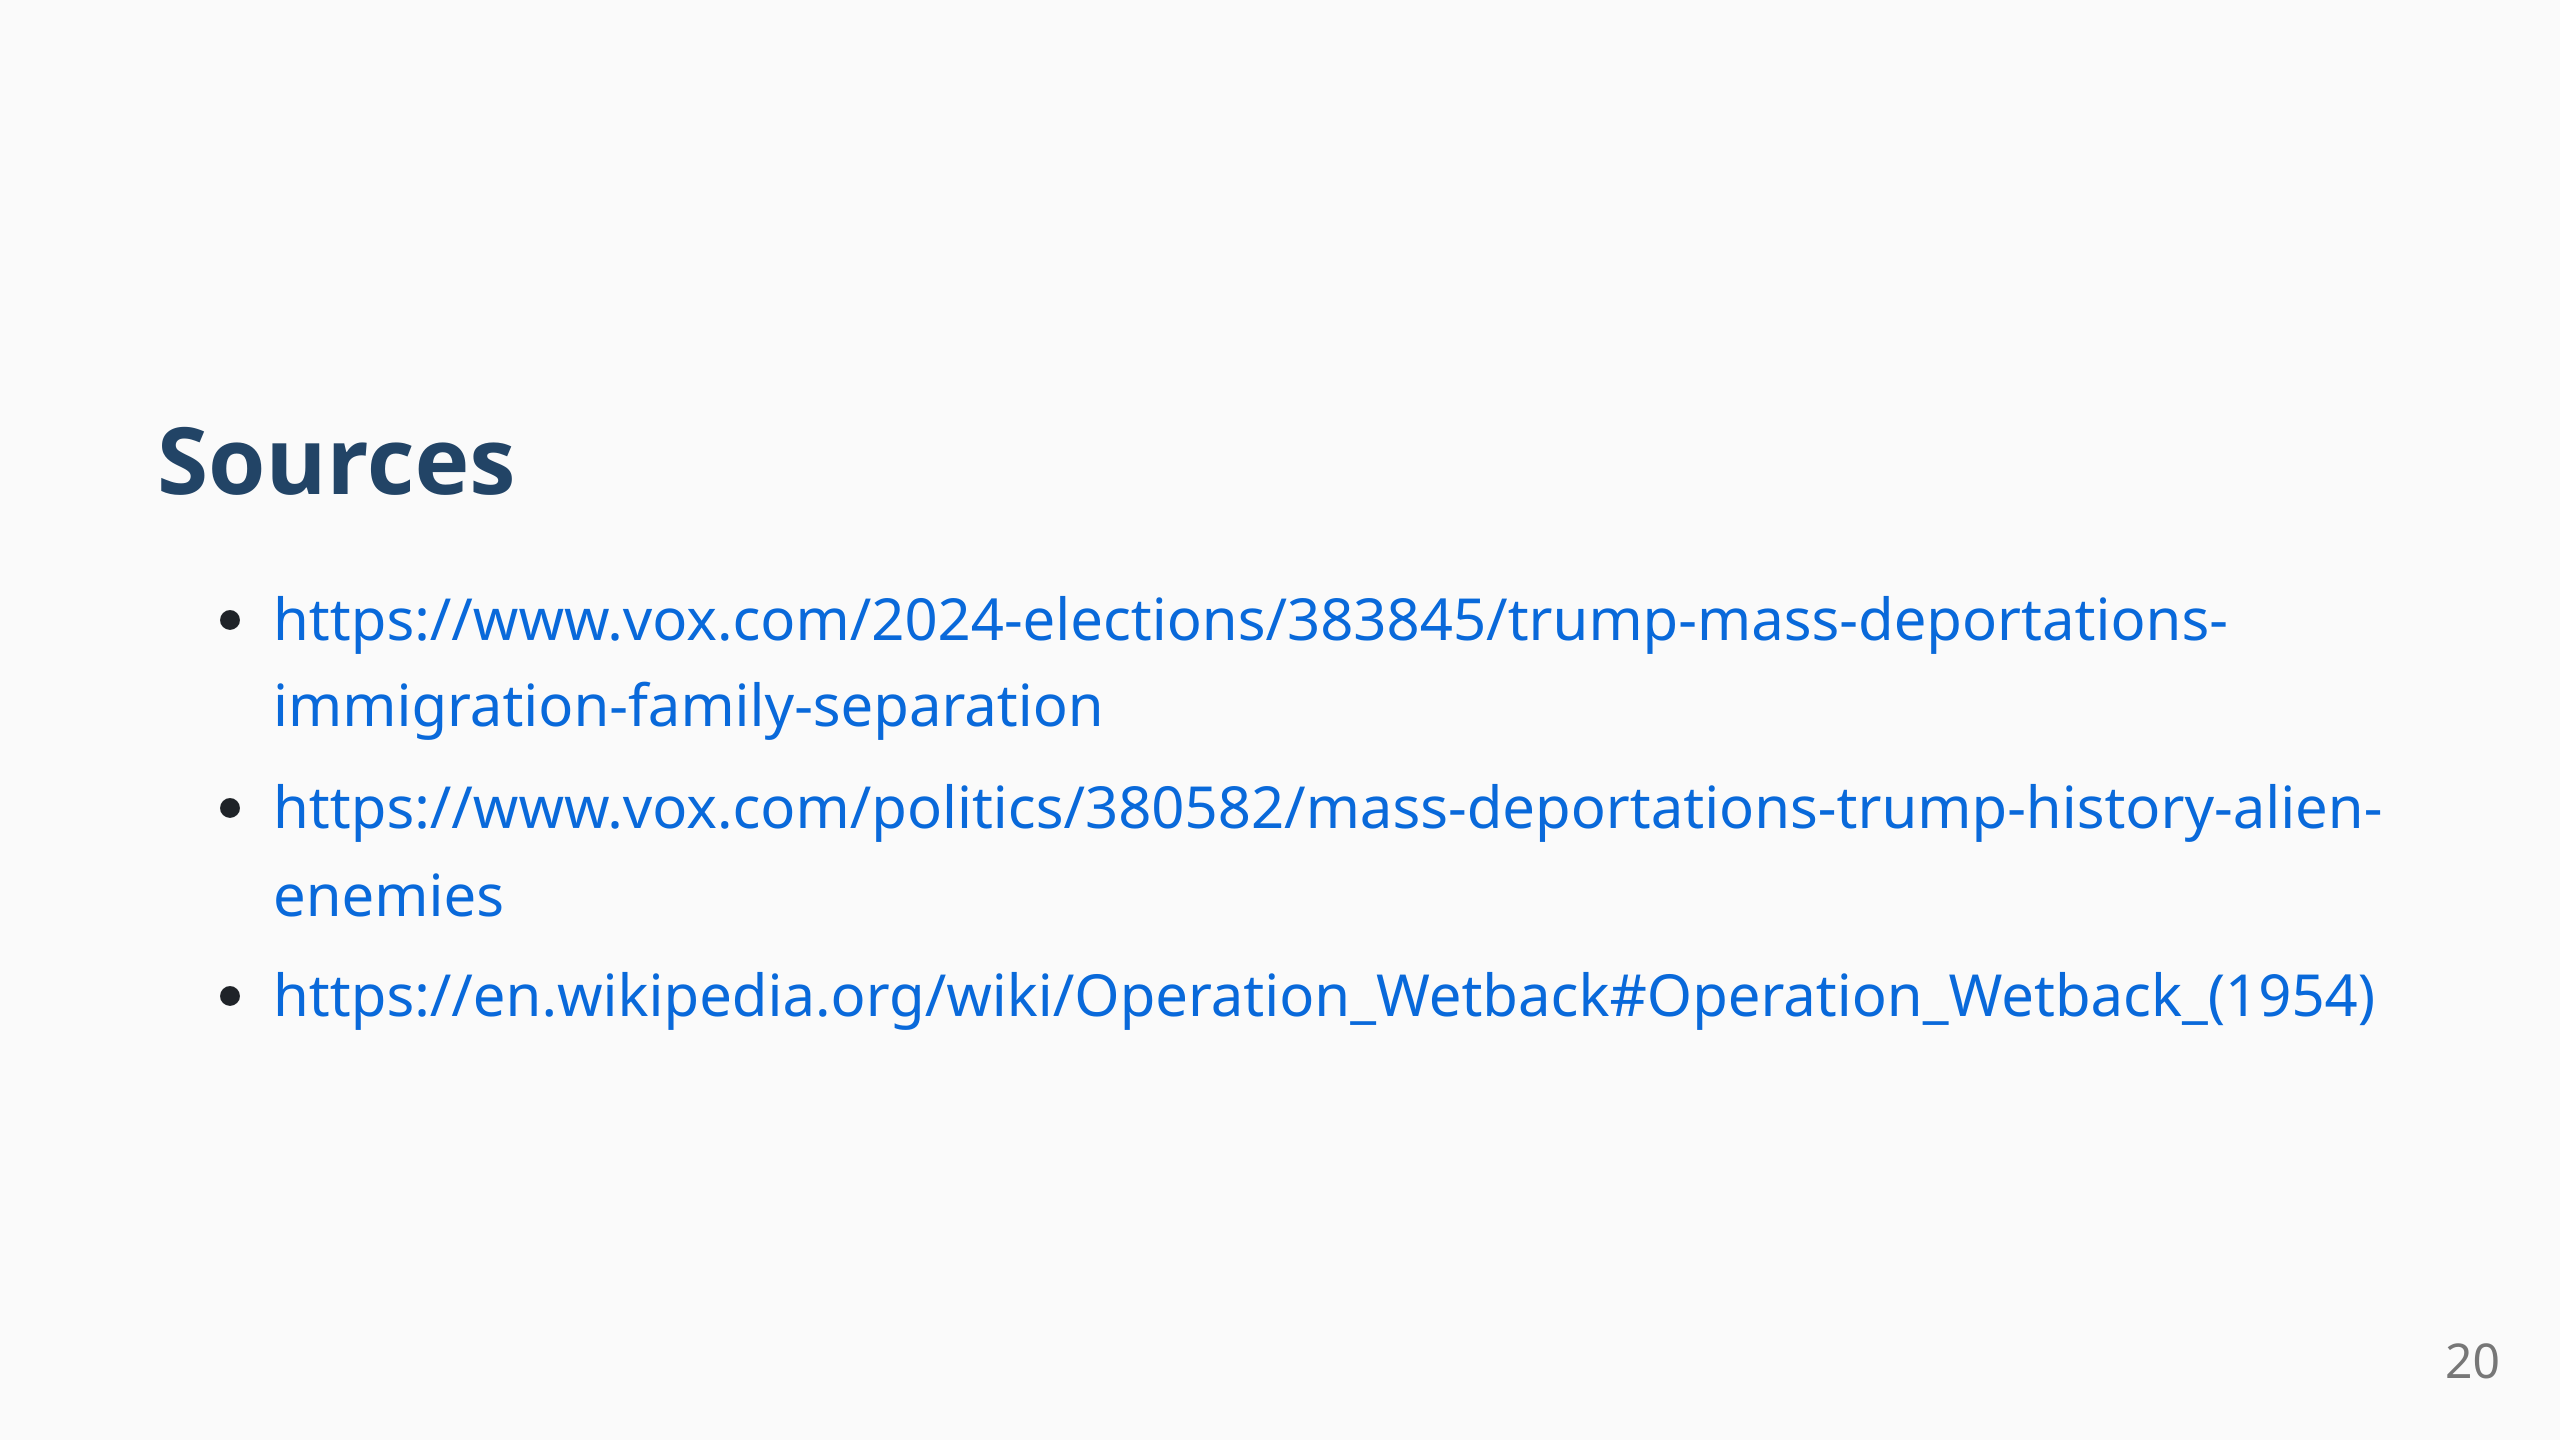 Sources
• https://www.vox.com/2024-elections/383845/trump-mass-deportations-
immigration-family-separation
• https://www.vox.com/politics/380582/mass-deportations-trump-history-alien-
enemies
• https://en.wikipedia.org/wiki/Operation_Wetback#Operation_Wetback_(1954)
20